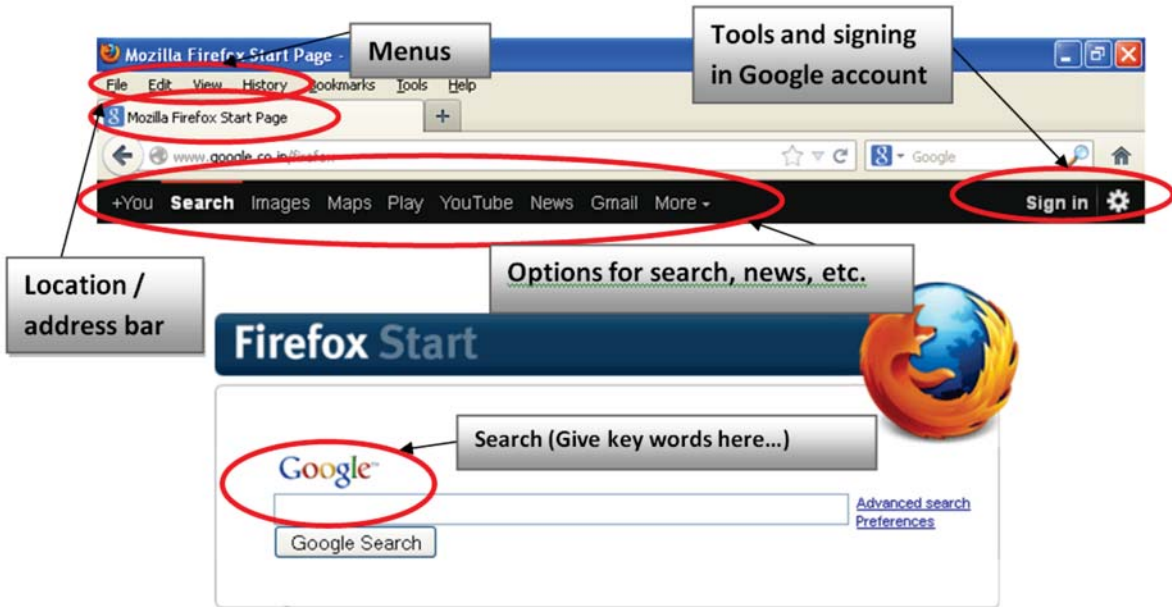 Mozilla Firefox Start Page -
Menus
Tools and signing
in Google account
File Edit View History Bookmarks Tools Help
Mozilla Firefox Start Page
www.google.co.in/firefox
Google
+You Search Images Maps Play YouTube News Gmail More
Sign in
Location /
address bar
Options for search, news, etc.
Firefox Start
Search (Give key words here...)
Google
Advanced search
Preferences
Google Search